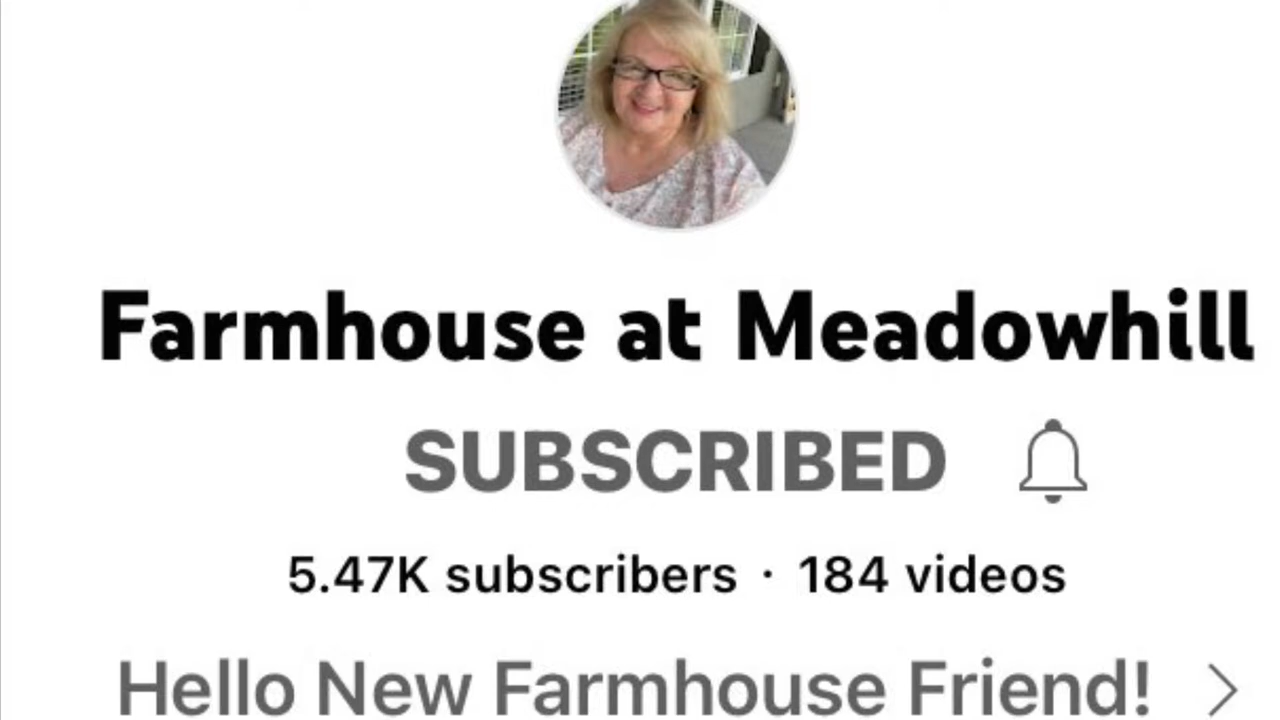 Farmhouse at Meadowhill
SUBSCRIBED
5.47K subscribers · 184 videos
Hello New Farmhouse Friend!